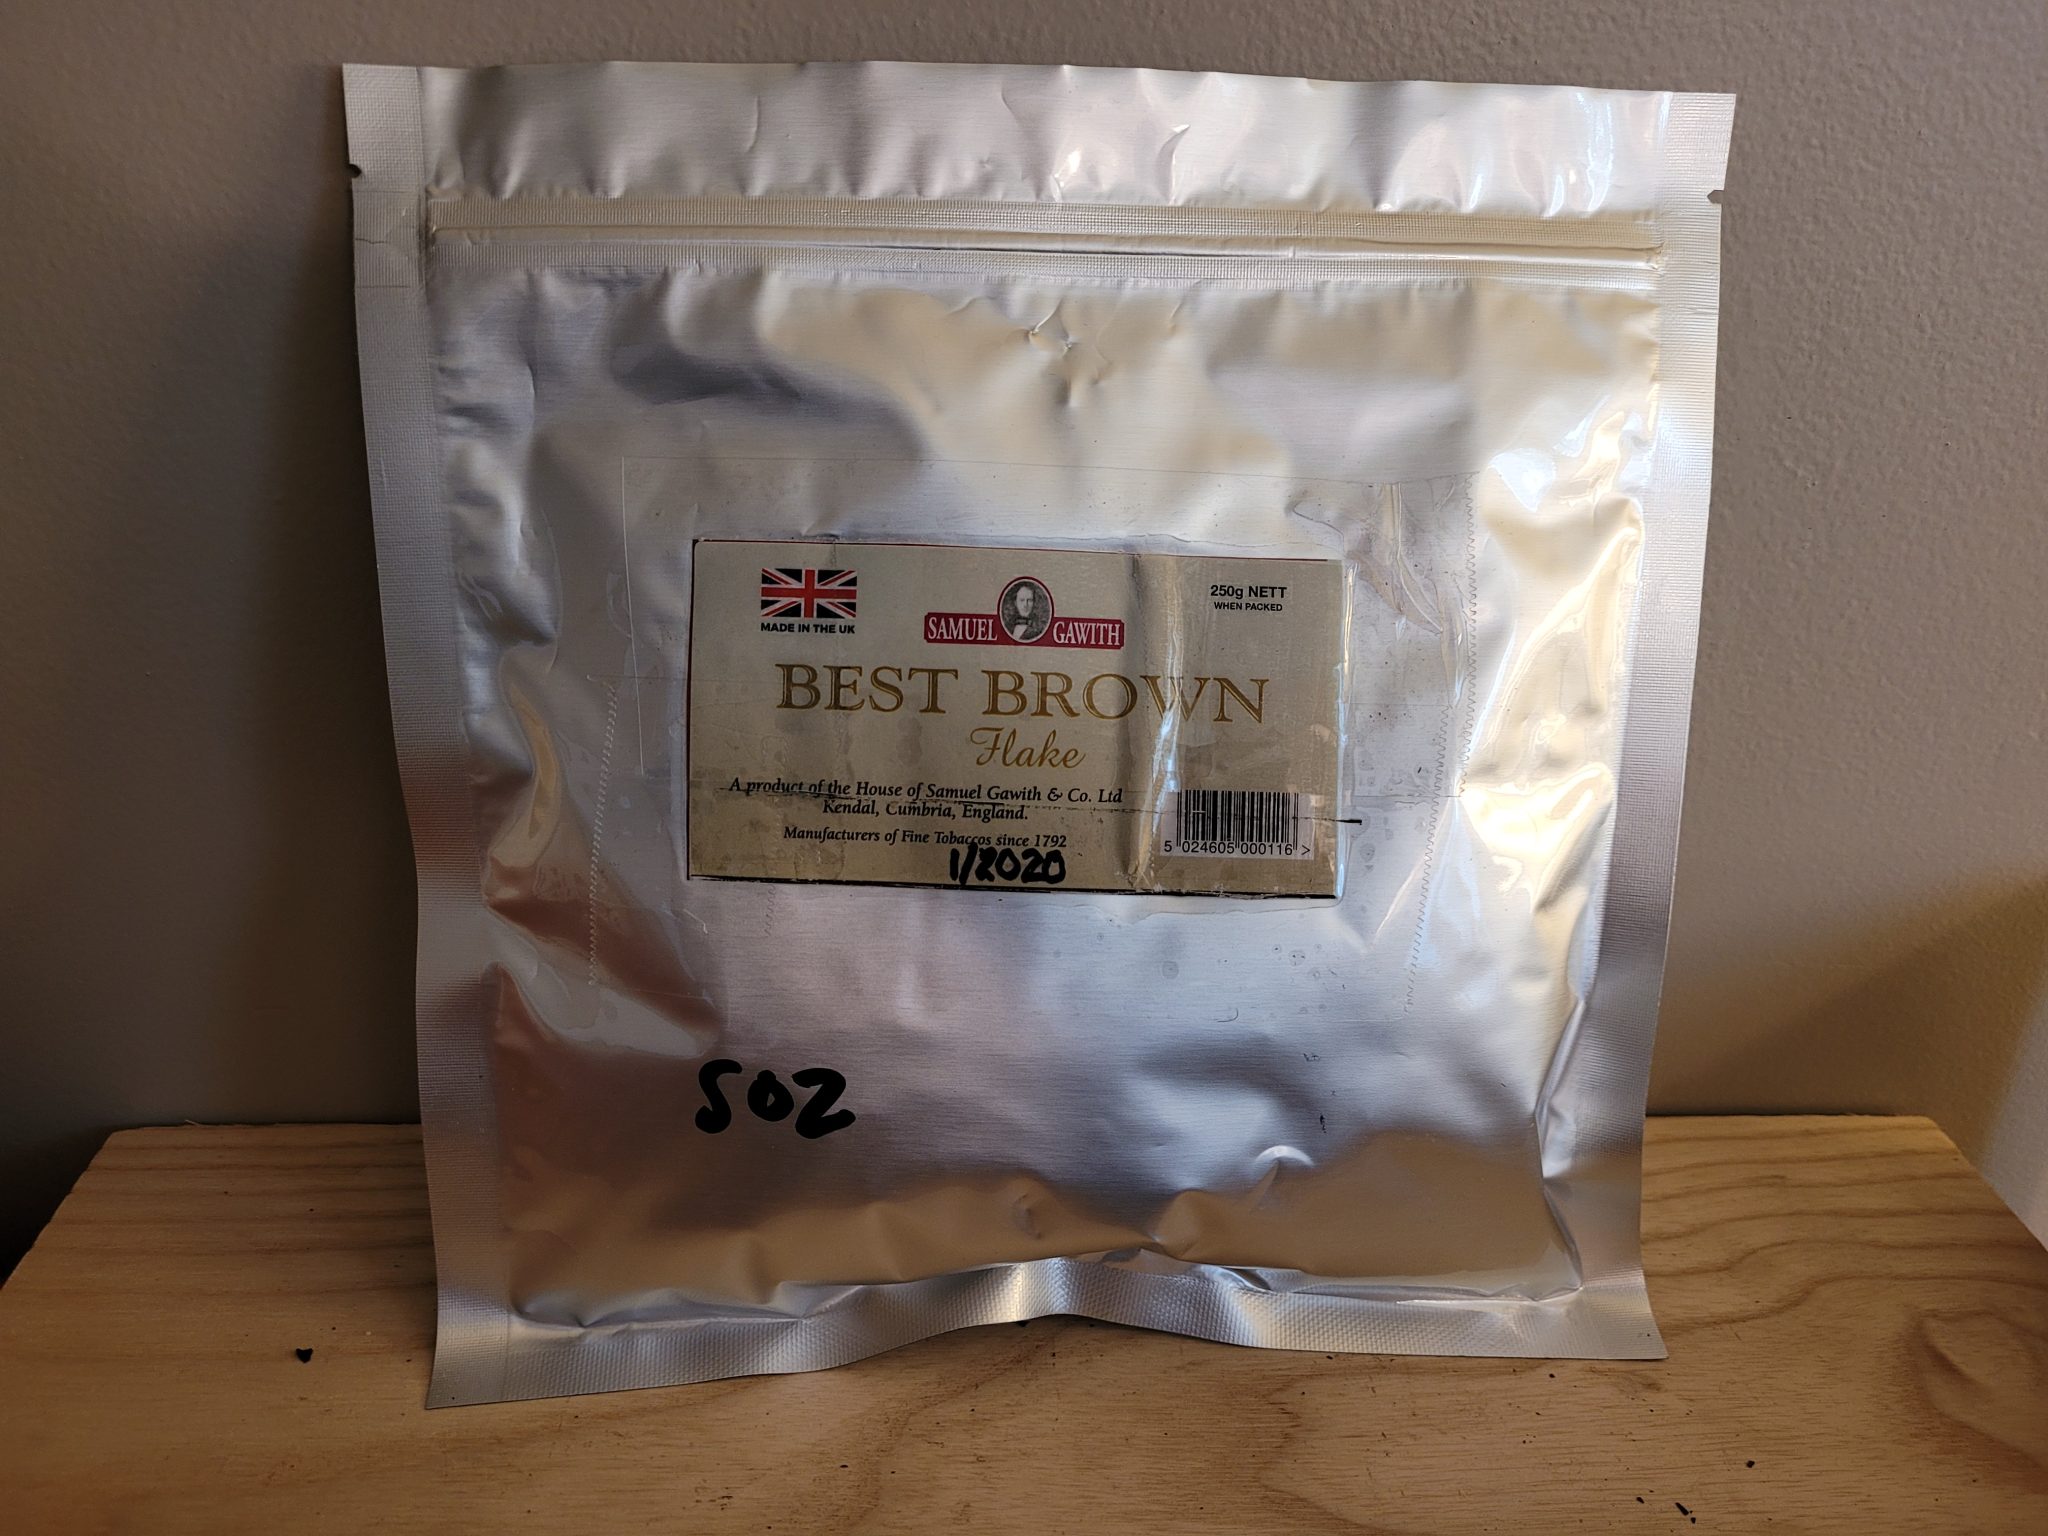 MADE IN THE UK
SAMUEL GAWITH
250g NETT
WHEN PACKED
BEST BROWN
Flake
A product of the House of Samuel Gawith & Co. Ltd
Kendal, Cumbria, England.
Manufacturers of Fine Tobaccos since 1792
1/2020
5 024605 000116 >
5OZ